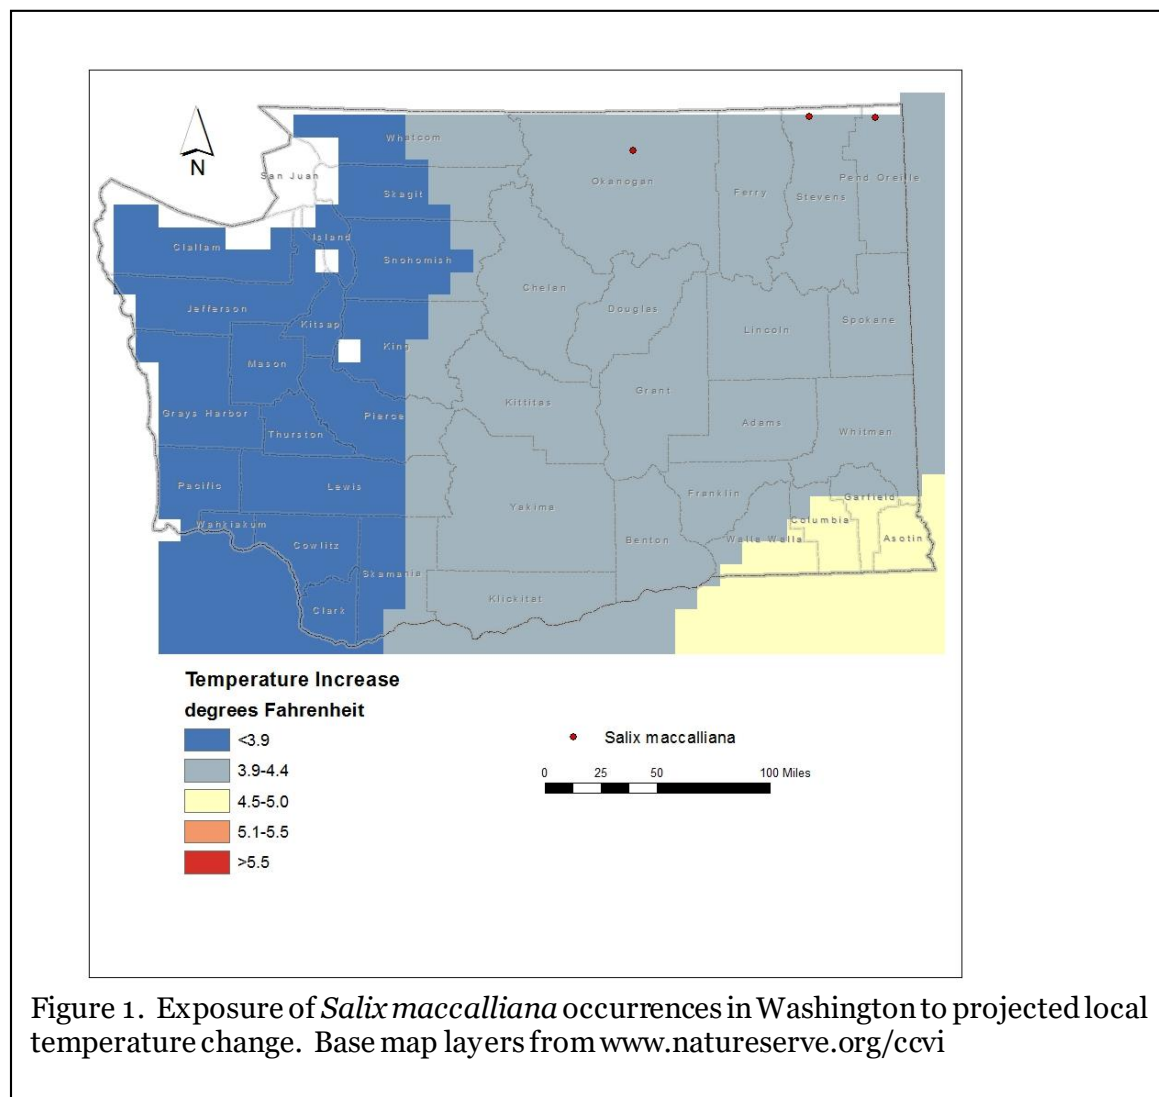 N
San Juan
Whatcom
Skagit
Okanogan
Ferry
Stevens
Pend Oreille
Clallam
Island
Snohomish
Chelan
Douglas
Jefferson
Kitsap
King
Lincoln
Spokane
Mason
Grant
Grays Harbor
Kittitas
Pierce
Thurston
Adams
Whitman
Pacific
Lewis
Yakima
Franklin
Garfield
Wahkiakum
Cowlitz
Benton
Walla Walla
Columbia
Asotin
Skamania
Clark
Klickitat
Temperature Increase
degrees Fahrenheit
<3.9
3.9-4.4
4.5-5.0
5.1-5.5
>5.5
Salix maccalliana
0 25 50 100 Miles
Figure 1. Exposure of Salix maccalliana occurrences in Washington to projected local
temperature change. Base map layers from www.natureserve.org/ccvi